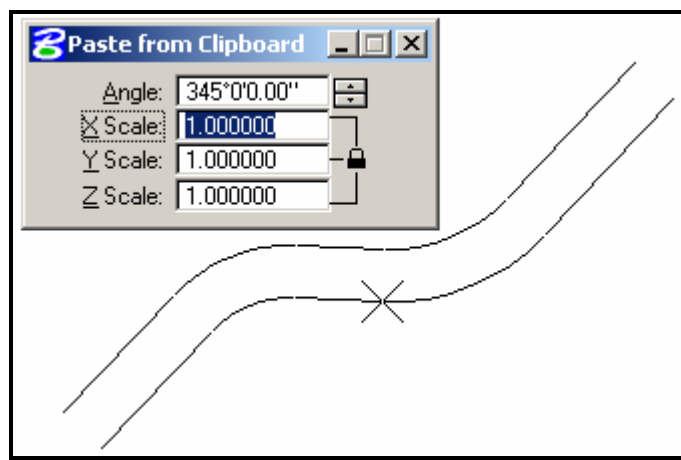 Paste from Clipboard
Angle: 345°0'0.00"
X Scale: 1.000000
Y Scale: 1.000000
Z Scale: 1.000000